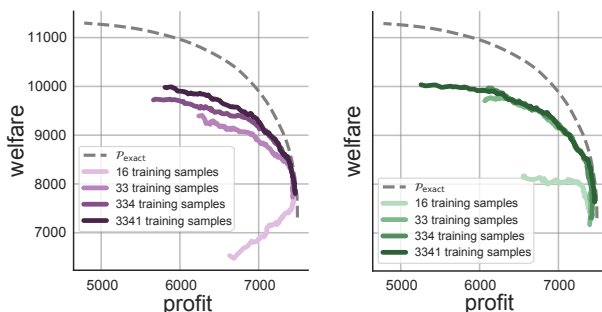 welfare
11000
10000
9000
8000
7000
𝒫exact
16 training samples
33 training samples
334 training samples
3341 training samples
5000 6000 7000
profit
welfare
𝒫exact
16 training samples
33 training samples
334 training samples
3341 training samples
5000 6000 7000
profit